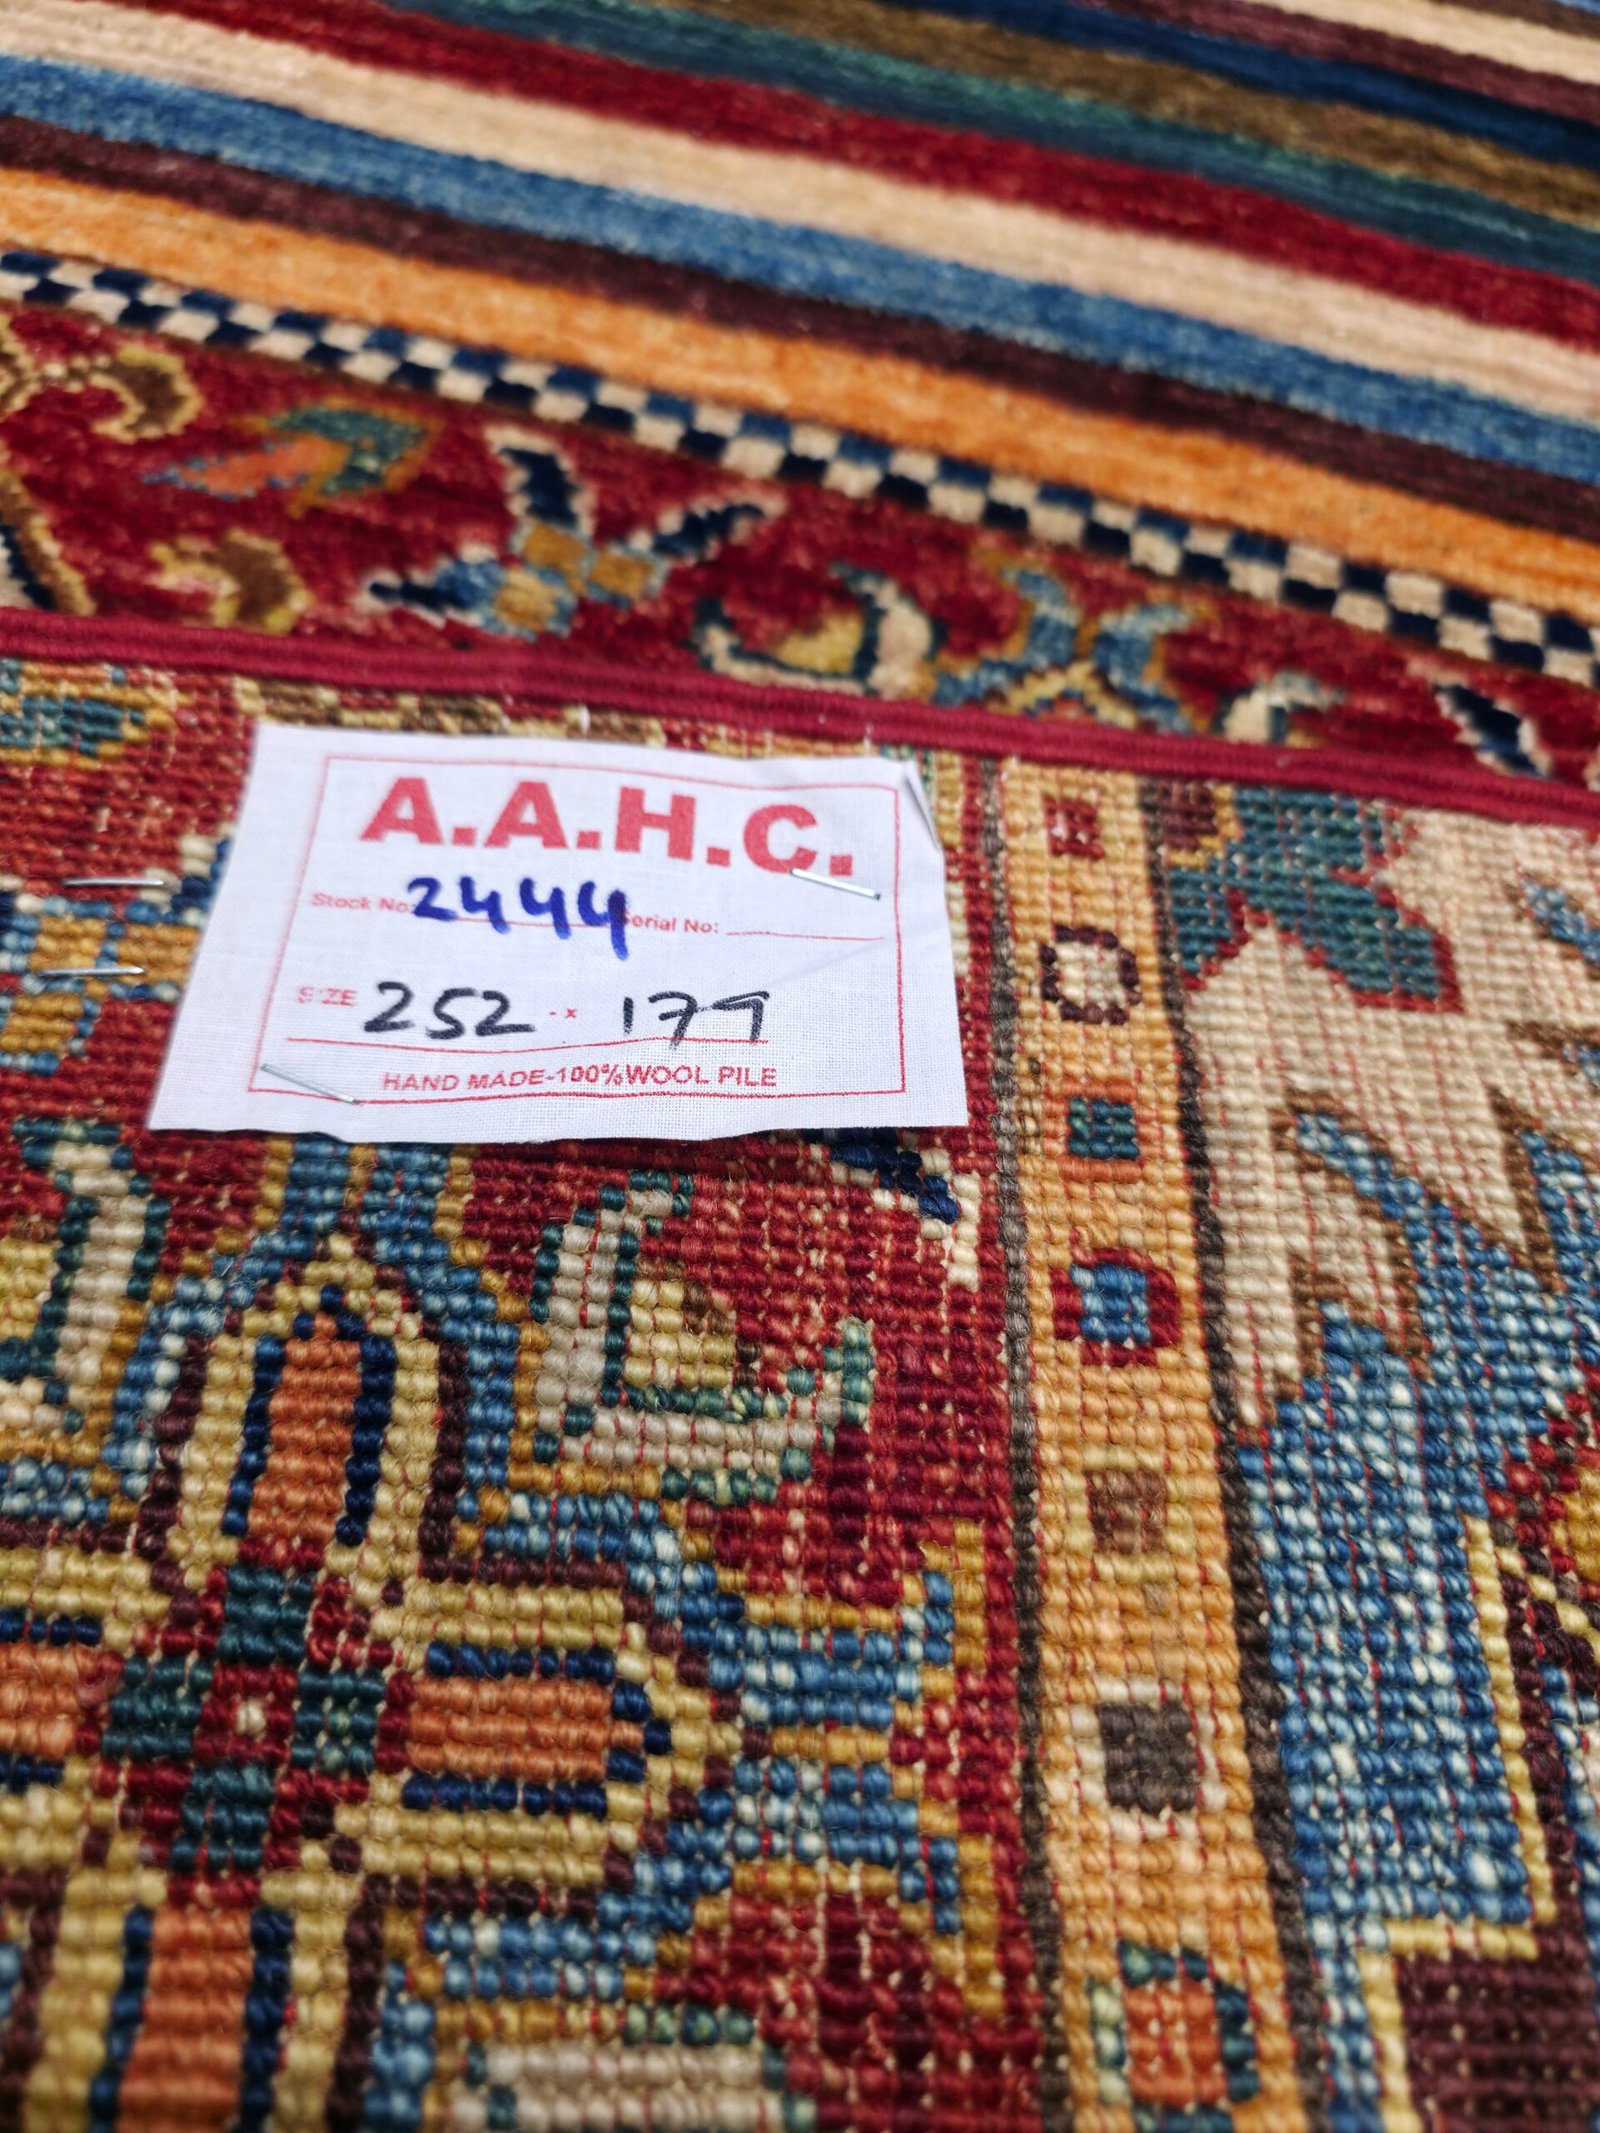 A.A.H.C.
Stock No: 2444 Serial No:
SIZE 252 - x 177
HAND MADE-100%WOOL PILE